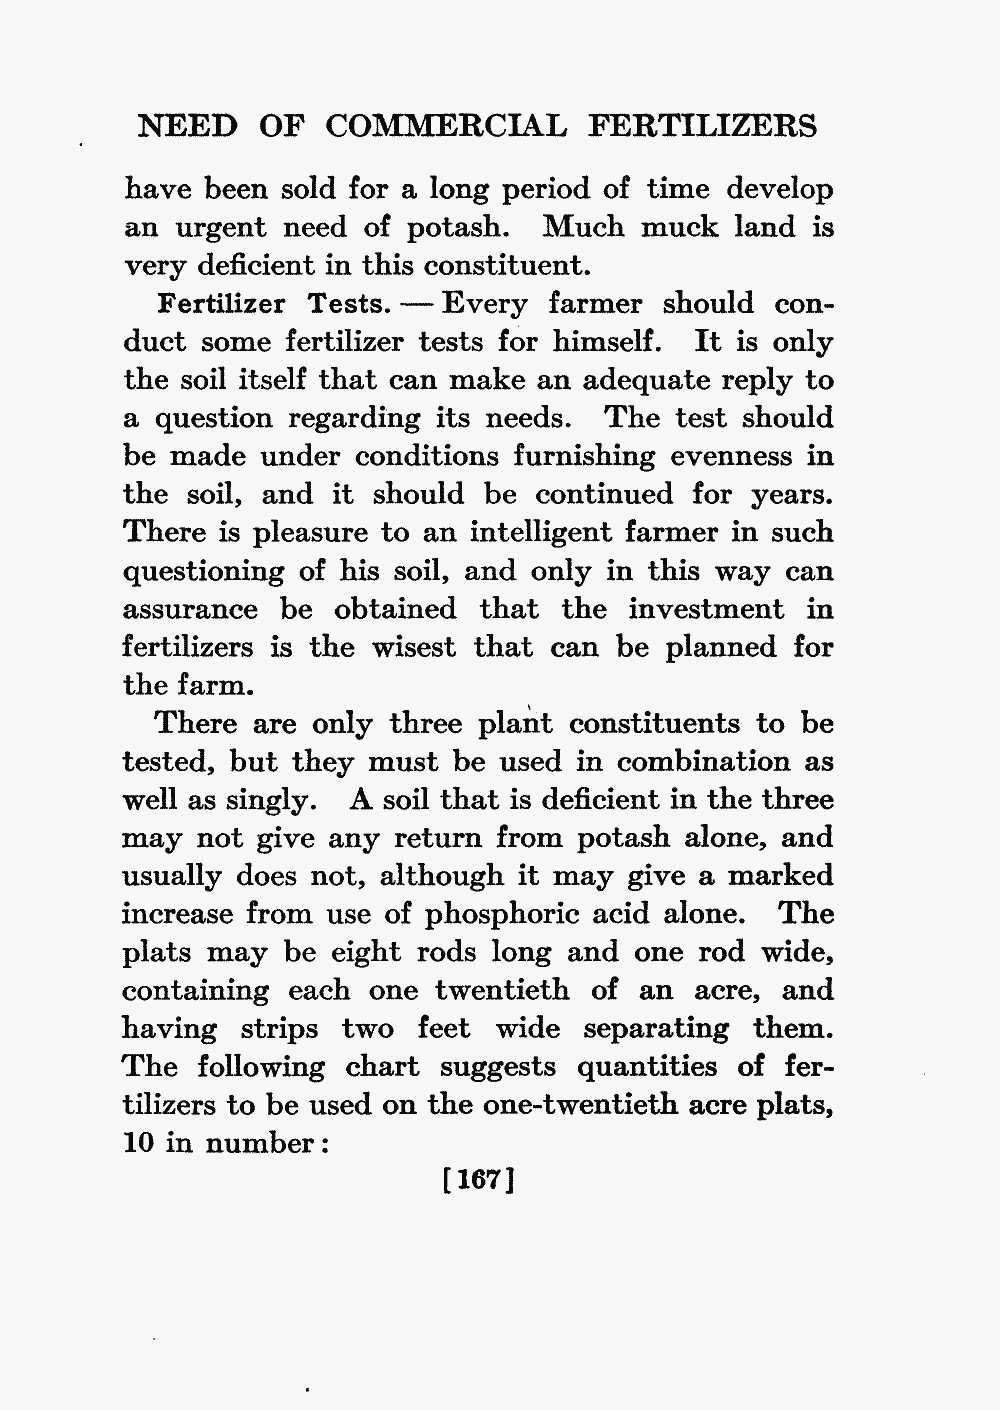 NEED OF COMMERCIAL FERTILIZERS
have been sold for a long period of time develop
an urgent need of potash. Much muck land is
very deficient in this constituent.
Fertilizer Tests. — Every farmer should con-
duct some fertilizer tests for himself. It is only
the soil itself that can make an adequate reply to
a question regarding its needs. The test should
be made under conditions furnishing evenness in
the soil, and it should be continued for years.
There is pleasure to an intelligent farmer in such
questioning of his soil, and only in this way can
assurance be obtained that the investment in
fertilizers is the wisest that can be planned for
the farm.
There are only three plant constituents to be
tested, but they must be used in combination as
well as singly. A soil that is deficient in the three
may not give any return from potash alone, and
usually does not, although it may give a marked
increase from use of phosphoric acid alone. The
plats may be eight rods long and one rod wide,
containing each one twentieth of an acre, and
having strips two feet wide separating them.
The following chart suggests quantities of fer-
tilizers to be used on the one-twentieth acre plats,
10 in number:
[167]